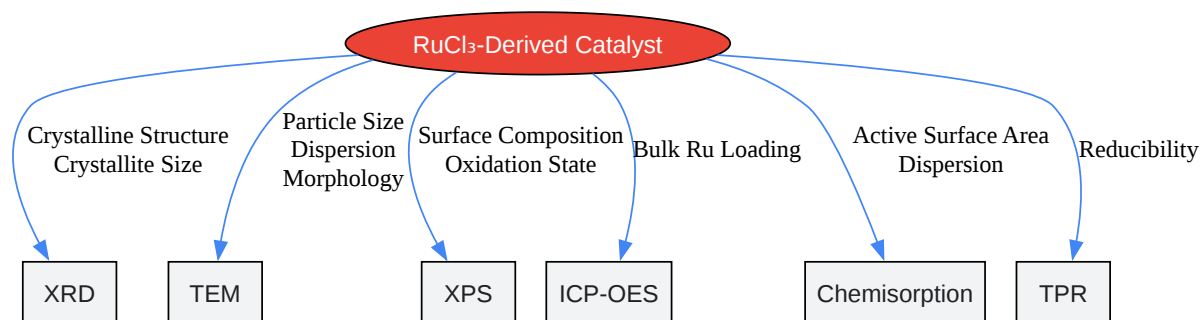 RuCl₃-Derived Catalyst
Crystalline Structure
Crystallite Size
Particle Size
Dispersion
Morphology
Surface Composition
Oxidation State
Bulk Ru Loading
Active Surface Area
Dispersion
Reducibility
XRD
TEM
XPS
ICP-OES
Chemisorption
TPR